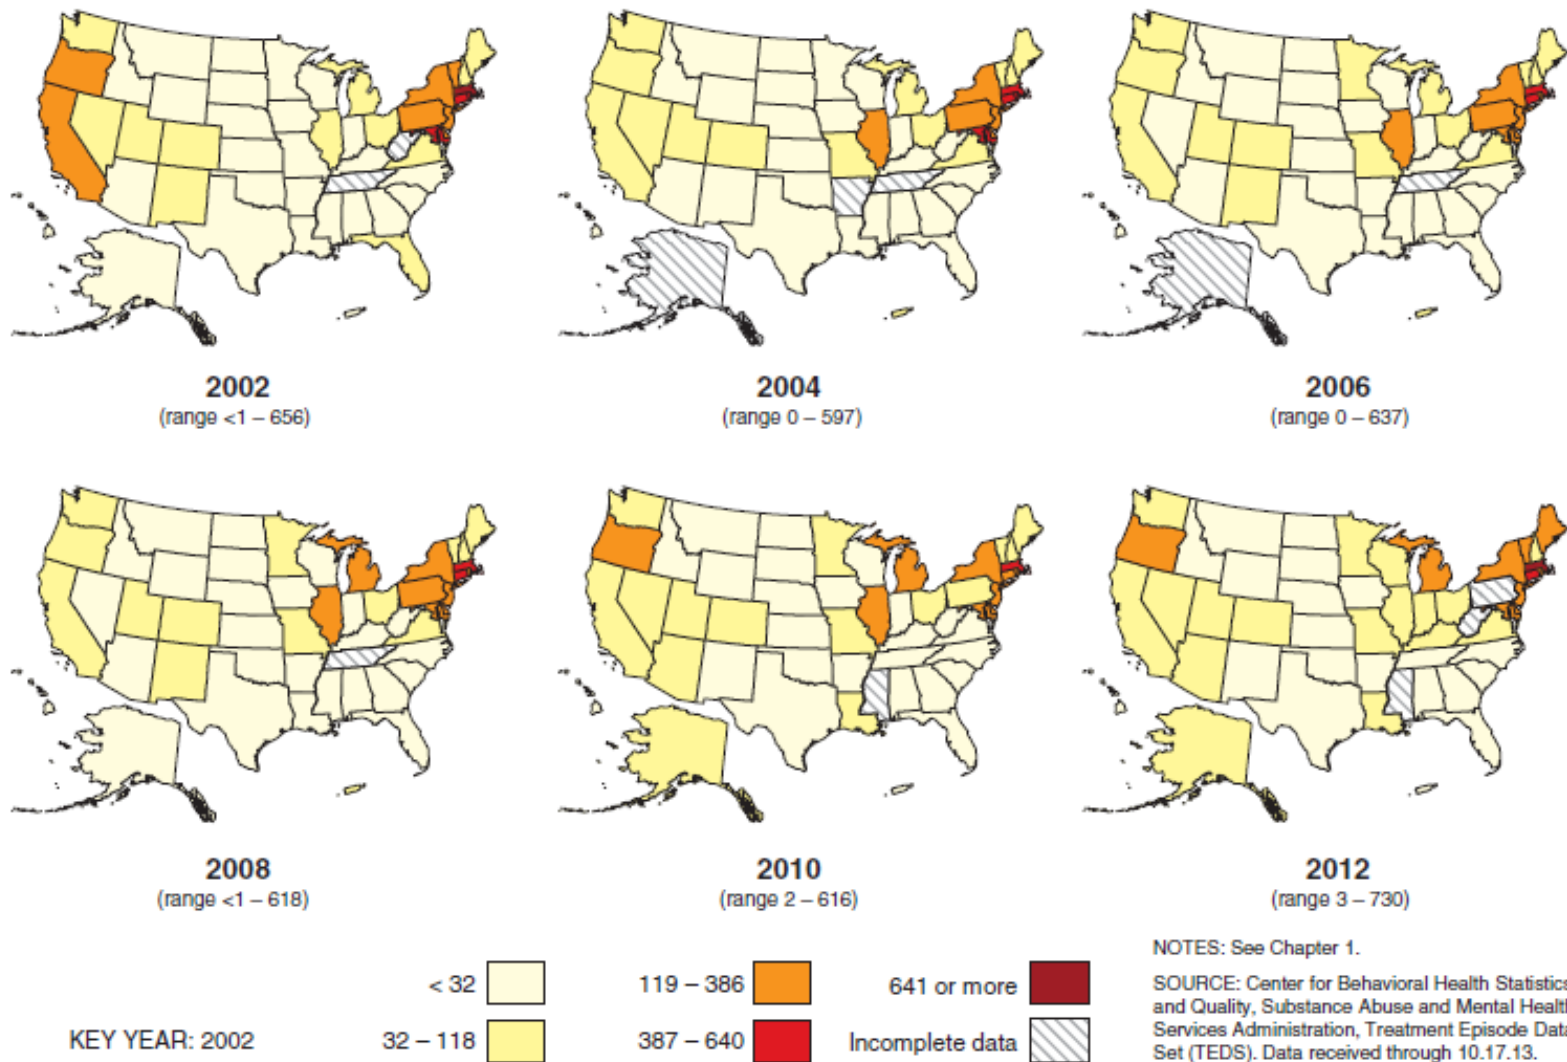 2002
(range <1 – 656)
2004
(range 0 – 597)
2006
(range 0 – 637)
2008
(range <1 – 618)
2010
(range 2 – 616)
2012
(range 3 – 730)
KEY YEAR: 2002
< 32
32 – 118
119 – 386
387 – 640
641 or more
Incomplete data
NOTES: See Chapter 1.
SOURCE: Center for Behavioral Health Statistics
and Quality, Substance Abuse and Mental Health
Services Administration, Treatment Episode Data
Set (TEDS). Data received through 10.17.13.